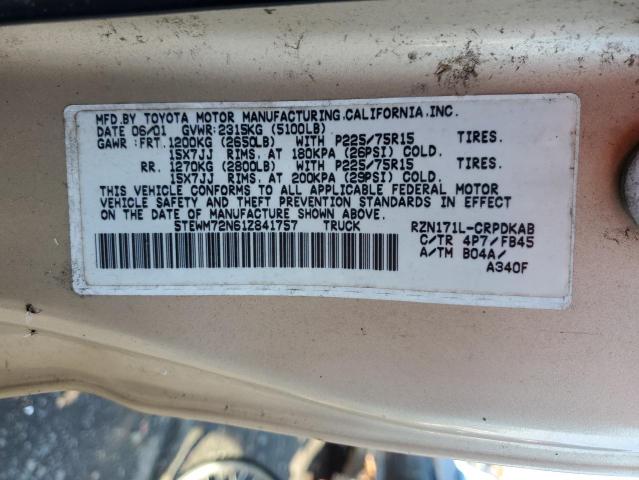 MFD.BY TOYOTA MOTOR MANUFACTURING.CALIFORNIA.INC.
DATE 06/01 GVWR:2315KG (5100LB)
GAWR:FRT.1200KG (2650LB) WITH P225/75R15
15X7JJ RIMS. AT 180KPA (26PSI) COLD.
RR. 1270KG (2800LB) WITH P225/75R15
15X7JJ RIMS. AT 200KPA (29PSI) COLD.
THIS VEHICLE CONFORMS TO ALL APPLICABLE FEDERAL MOTOR
VEHICLE SAFETY AND THEFT PREVENTION STANDARDS IN EFFECT
ON THE DATE OF MANUFACTURE SHOWN ABOVE.
5TEWM72N61Z841757 TRUCK RZN171L-CRPDKAB
C/TR 4P7/FB45
A/TM B04A/
A340F